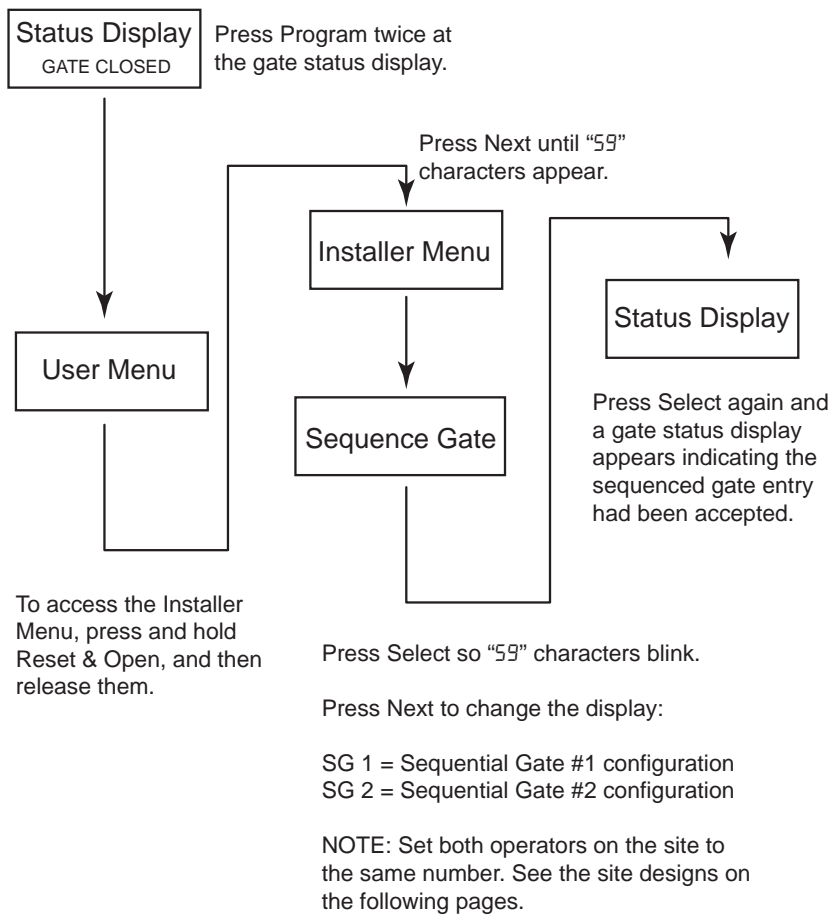 Status Display
GATE CLOSED
Press Program twice at
the gate status display.
Press Next until “59”
characters appear.
Installer Menu
Status Display
User Menu
Sequence Gate
Press Select again and
a gate status display
appears indicating the
sequenced gate entry
had been accepted.
To access the Installer
Menu, press and hold
Reset & Open, and then
release them.
Press Select so “59” characters blink.
Press Next to change the display:
SG 1 = Sequential Gate #1 configuration
SG 2 = Sequential Gate #2 configuration
NOTE: Set both operators on the site to
the same number. See the site designs on
the following pages.